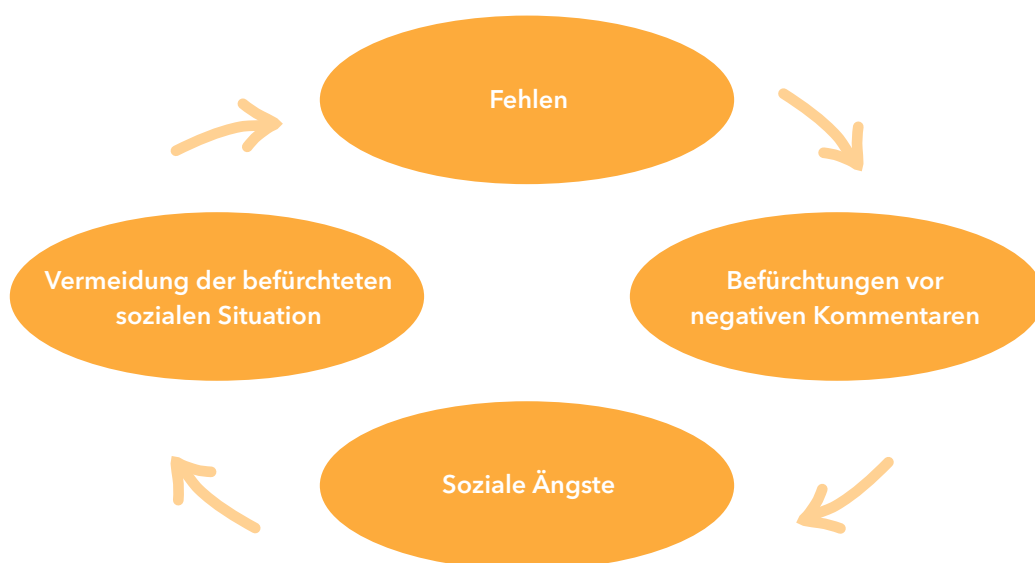 Fehlen
Vermeidung der befürchteten
sozialen Situation
Befürchtungen vor
negativen Kommentaren
Soziale Ängste